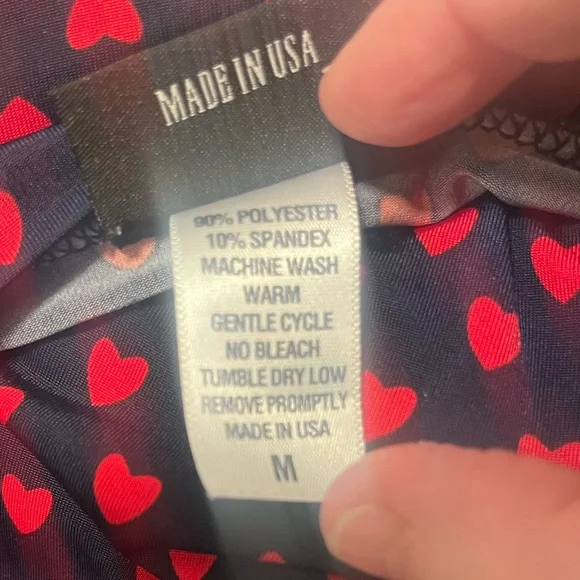 MADE IN USA
90% POLYESTER
10% SPANDEX
MACHINE WASH
WARM
GENTLE CYCLE
NO BLEACH
TUMBLE DRY LOW
REMOVE PROMPTLY
MADE IN USA
M